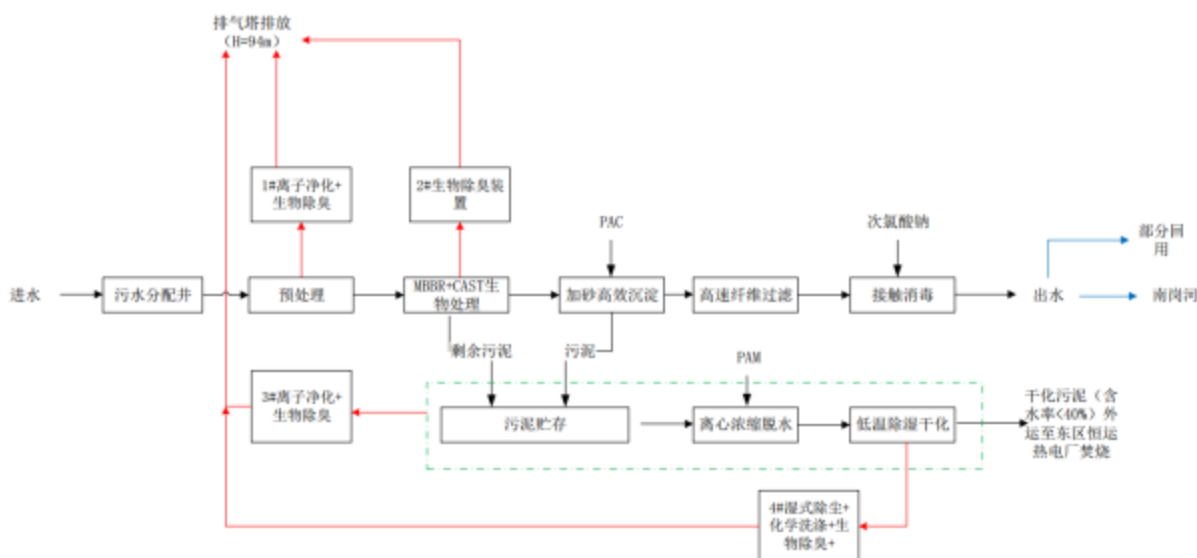 排气塔排放
（H=94m）
1#离子净化+
生物除臭
2#生物除臭装
置
PAC
次氯酸钠
部分回
用
进水
污水分配井
预处理
MBBR+CAST生
物处理
加砂高效沉淀
高速纤维过滤
接触消毒
出水
南岗河
剩余污泥
污泥
PAM
3#离子净化+
生物除臭
污泥贮存
离心浓缩脱水
低温除湿干化
干化污泥（含
水率<40%）外
运至东区恒运
热电厂焚烧
4#湿式除尘+
化学洗涤+生
物除臭+